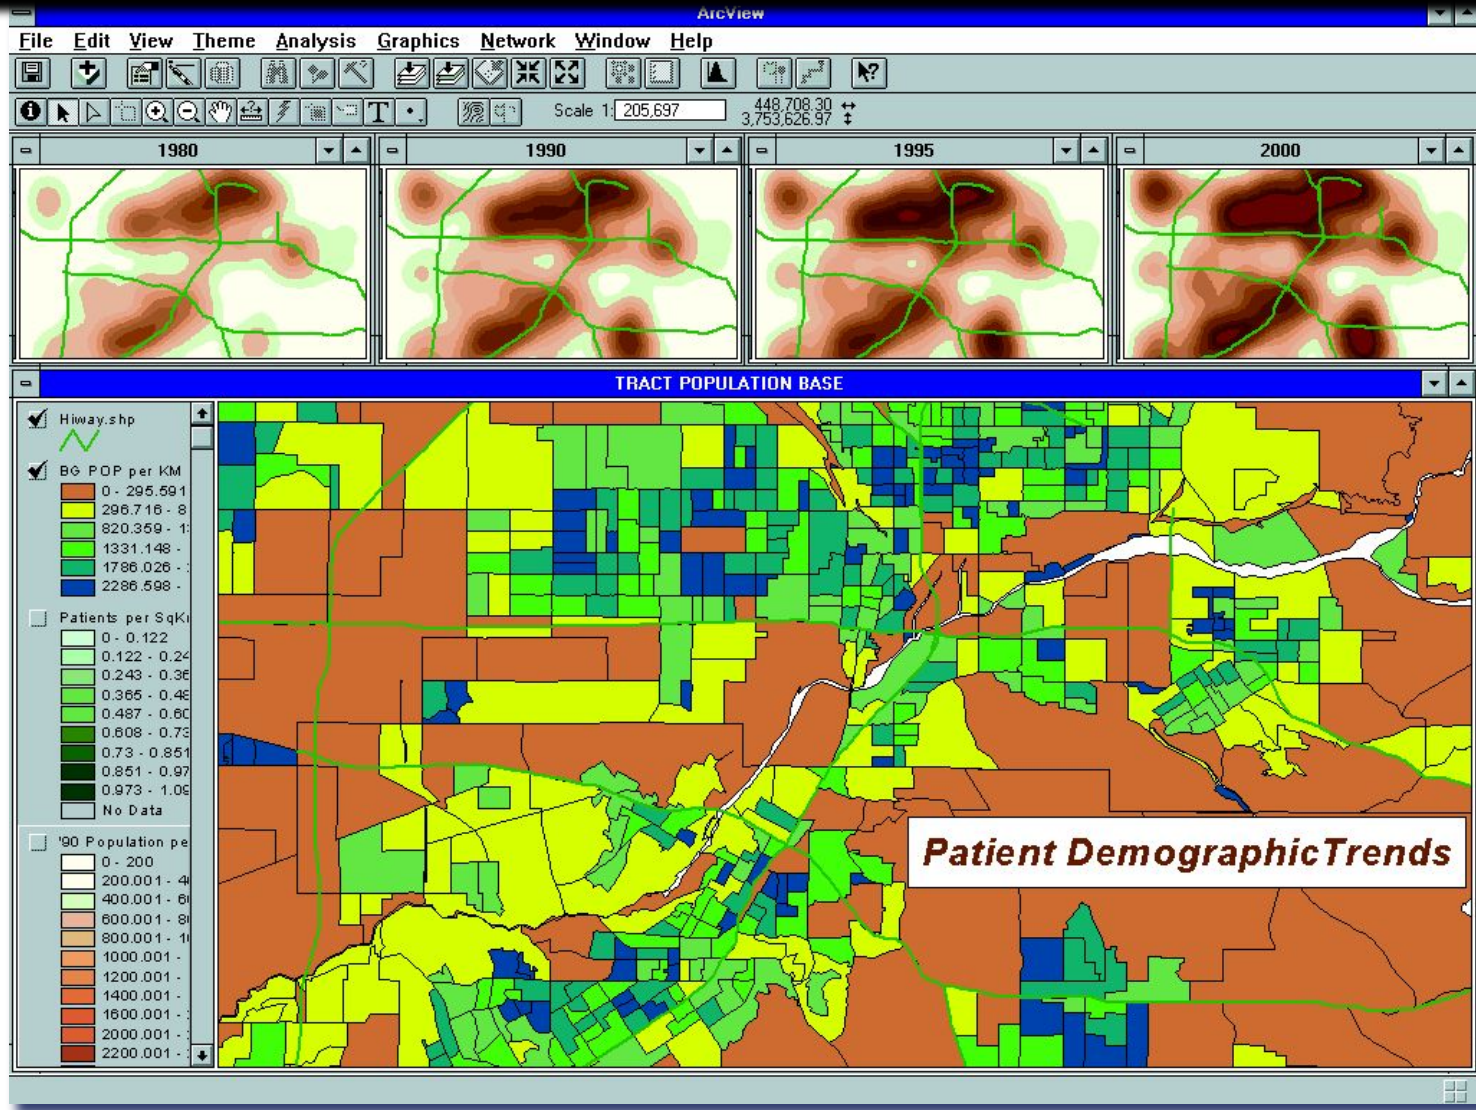 ArcView
File Edit View Theme Analysis Graphics Network Window Help
Scale 1: 205,697
448,708.30
3,753,626.97
1980
1990
1995
2000
TRACT POPULATION BASE
Hiway.shp
BG POP per KM
0 - 295.591
296.716 - 8
820.359 - 1
1331.148 -
1786.026 -
2286.598 -
Patients per SqK
0 - 0.122
0.122 - 0.24
0.243 - 0.36
0.365 - 0.48
0.487 - 0.60
0.608 - 0.73
0.73 - 0.851
0.851 - 0.97
0.973 - 1.09
No Data
'90 Population pe
0 - 200
200.001 - 4
400.001 - 6
600.001 - 8
800.001 - 1
1000.001 -
1200.001 -
1400.001 -
1600.001 -
2000.001 -
2200.001 -
Patient Demographic Trends